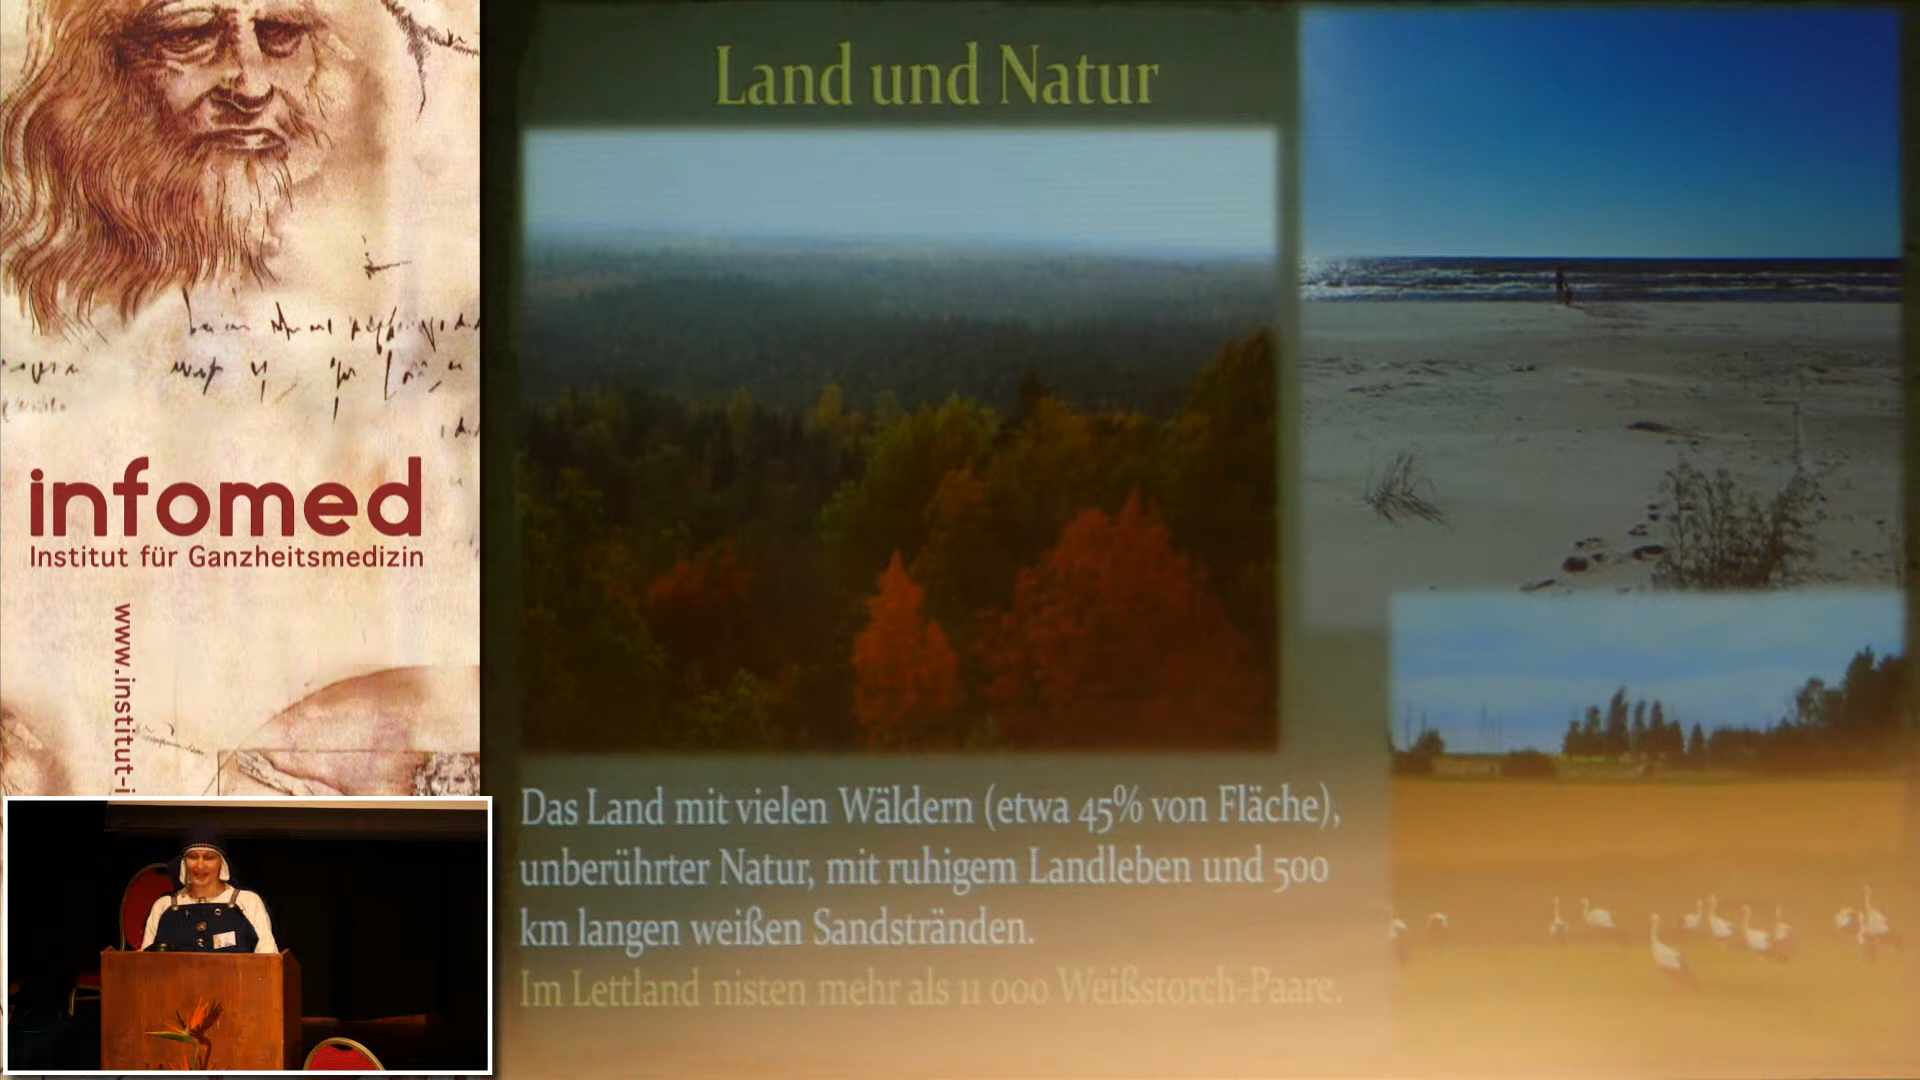 infomed
Institut für Ganzheitsmedizin
www.institut-i
Land und Natur
Das Land mit vielen Wäldern (etwa 45% von Fläche),
unberührter Natur, mit ruhigem Landleben und 500
km langen weißen Sandstränden.
Im Lettland nisten mehr als 11 000 Weißstorch-Paare.